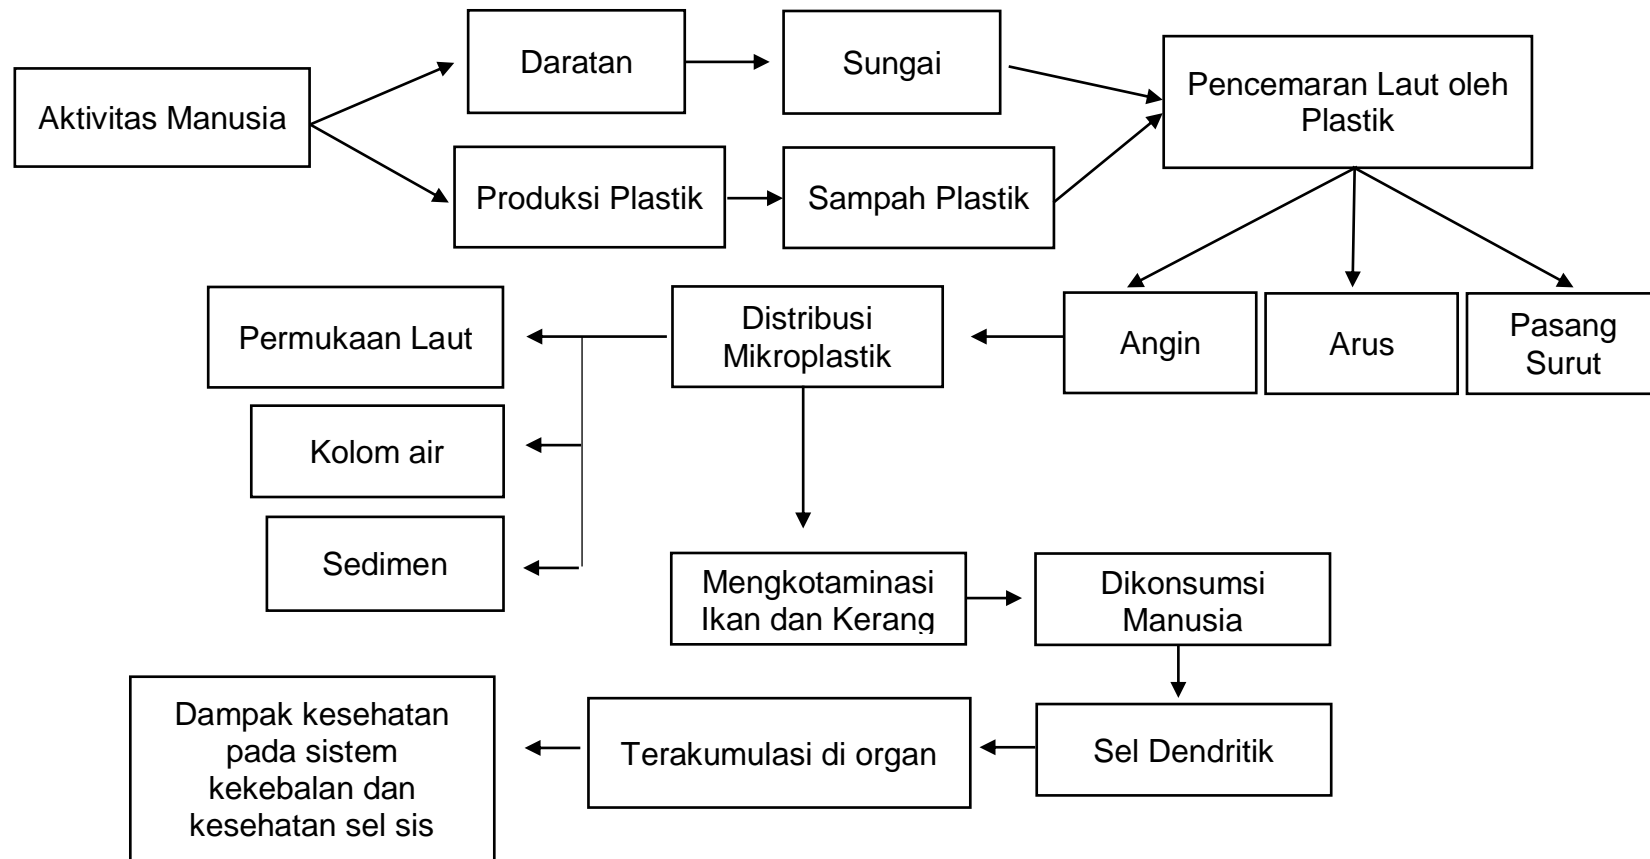 Daratan
Sungai
Aktivitas Manusia
Pencemaran Laut oleh
Plastik
Produksi Plastik
Sampah Plastik
Permukaan Laut
Distribusi
Mikroplastik
Angin
Arus
Pasang
Surut
Kolom air
Sedimen
Mengkotaminasi
Ikan dan Kerang
Dikonsumsi
Manusia
Dampak kesehatan
pada sistem
kekebalan dan
kesehatan sel sis
Terakumulasi di organ
Sel Dendritik